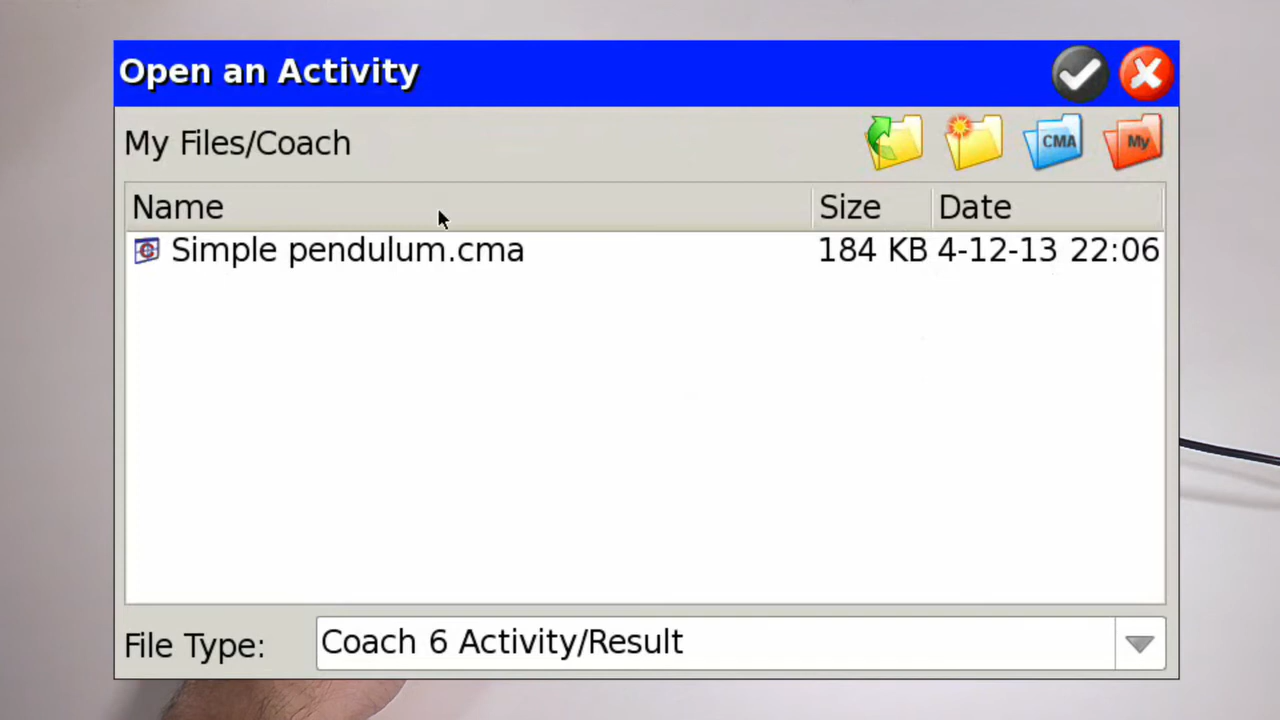 Open an Activity
My Files/Coach
CMA
My
Name Size Date
Simple pendulum.cma 184 KB 4-12-13 22:06
File Type: Coach 6 Activity/Result